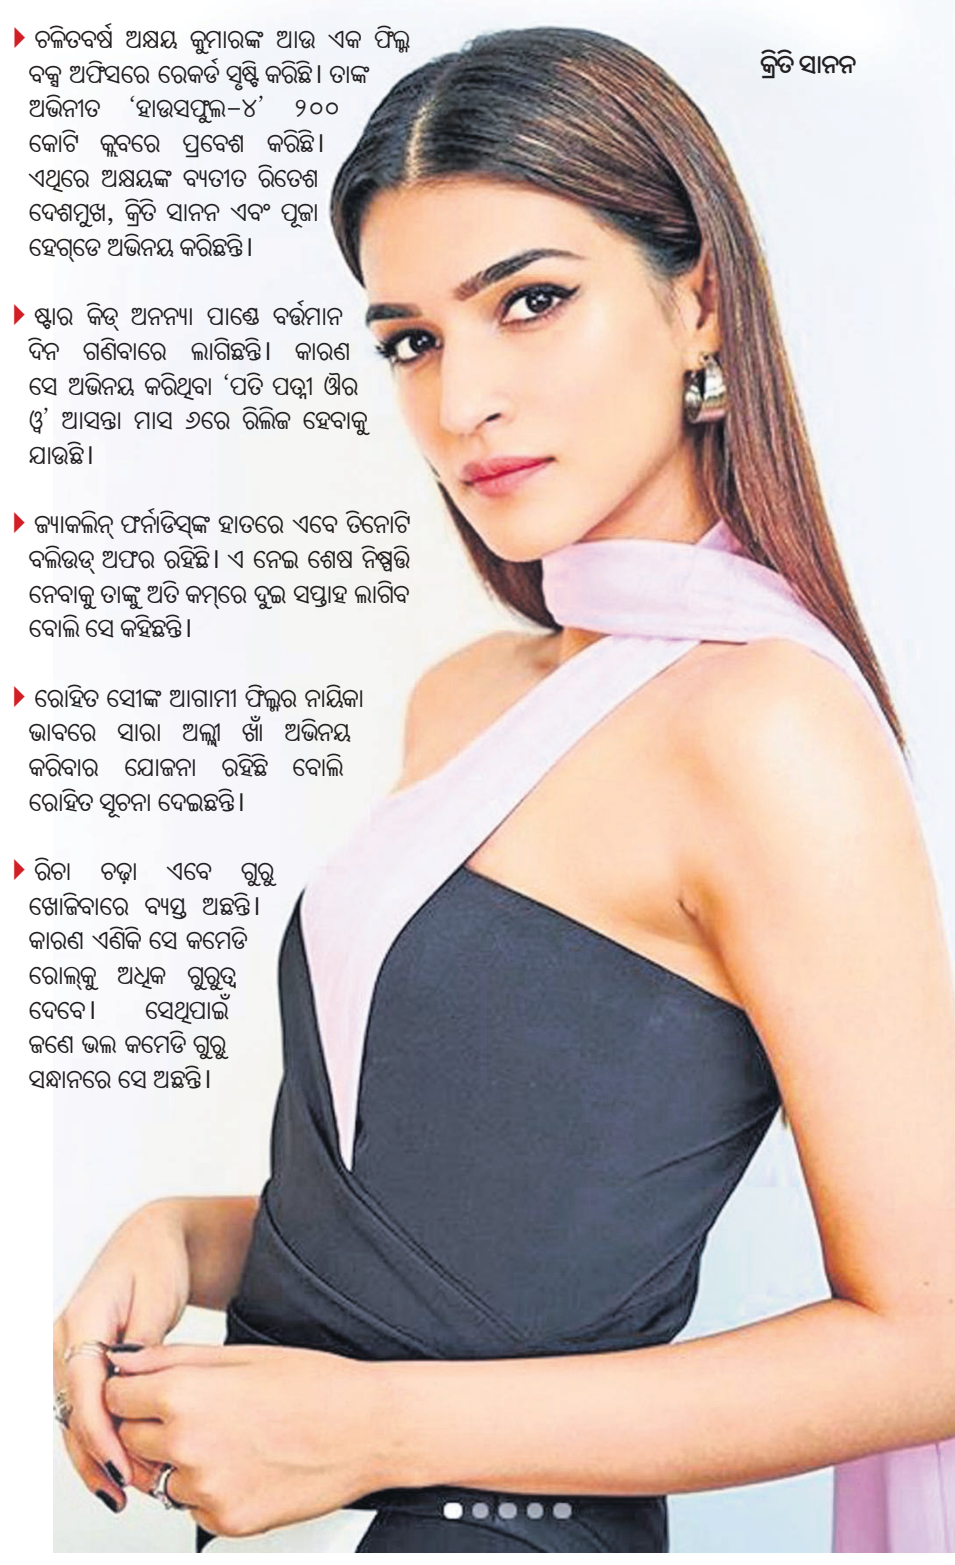 ଚଳିତବର୍ଷ ଅକ୍ଷୟ କୁମାରଙ୍କ ଆଉ ଏକ ଫିଲ୍ମ
ବକ୍ସ ଅଫିସରେ ରେକର୍ଡ ସୃଷ୍ଟି କରିଛି। ତାଙ୍କ
ଅଭିନୀତ ‘ହାଉସଫୁଲ-୪’ ୨୦୦
କୋଟି କ୍ଲବରେ ପ୍ରବେଶ କରିଛି।
ଏଥିରେ ଅକ୍ଷୟଙ୍କ ବ୍ୟତୀତ ରିତେଶ
ଦେଶମୁଖ, କ୍ରିତି ସାନନ ଏବଂ ପୂଜା
ହେଗ୍‌ଡେ ଅଭିନୟ କରିଛନ୍ତି।
ଷ୍ଟାର କିଡ୍ ଅନନ୍ୟା ପାଣ୍ଡେ ବର୍ତ୍ତମାନ
ଦିନ ଗଣିବାରେ ଲାଗିଛନ୍ତି। କାରଣ
ସେ ଅଭିନୟ କରିଥିବା ‘ପତି ପତ୍ନୀ ଔର
ୱ’ ଆସନ୍ତା ମାସ ୬ରେ ରିଲିଜ ହେବାକୁ
ଯାଉଛି।
ଜ୍ୟାକଲିନ୍ ଫର୍ନାଡିସ୍‌ଙ୍କ ହାତରେ ଏବେ ତିନୋଟି
ବଲିଉଡ୍ ଅଫର ରହିଛି। ଏ ନେଇ ଶେଷ ନିଷ୍ପତ୍ତି
ନେବାକୁ ତାଙ୍କୁ ଅତି କମ୍‌ରେ ଦୁଇ ସପ୍ତାହ ଲାଗିବ
ବୋଲି ସେ କହିଛନ୍ତି।
ରୋହିତ ସେୀଙ୍କ ଆଗାମୀ ଫିଲ୍ମର ନାୟିକା
ଭାବରେ ସାରା ଅଲ୍ଲୀ ଖାଁ ଅଭିନୟ
କରିବାର ଯୋଜନା ରହିଛି ବୋଲି
ରୋହିତ ସୂଚନା ଦେଇଛନ୍ତି।
ରିଚା ଚଢ଼ା ଏବେ ଗୁରୁ
ଖୋଜିବାରେ ବ୍ୟସ୍ତ ଅଛନ୍ତି।
କାରଣ ଏଣିକି ସେ କମେଡି
ରୋଲ୍‌କୁ ଅଧିକ ଗୁରୁତ୍ୱ
ଦେବେ। ସେଥିପାଇଁ
ଜଣେ ଭଲ କମେଡି ଗୁରୁ
ସନ୍ଧାନରେ ସେ ଅଛନ୍ତି।
କ୍ରିତି ସାନନ